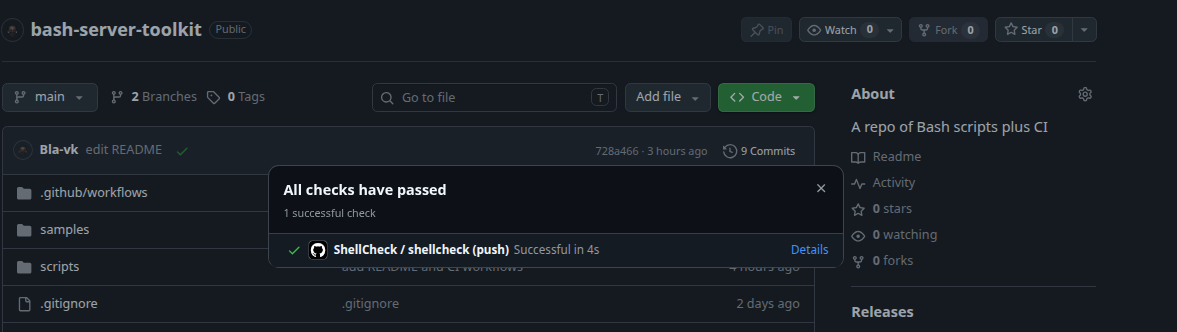 bash-server-toolkit Public Pin Watch 0 Fork 0 Star 0
main 2 Branches 0 Tags Go to file T Add file <> Code
About
A repo of Bash scripts plus CI
Readme
Activity
0 stars
0 watching
0 forks
Releases
Bla-vk edit README 728a466 · 3 hours ago 9 Commits
.github/workflows
samples
scripts add README and CI workflows 4 hours ago
.gitignore .gitignore 2 days ago
All checks have passed
1 successful check
ShellCheck / shellcheck (push) Successful in 4s Details